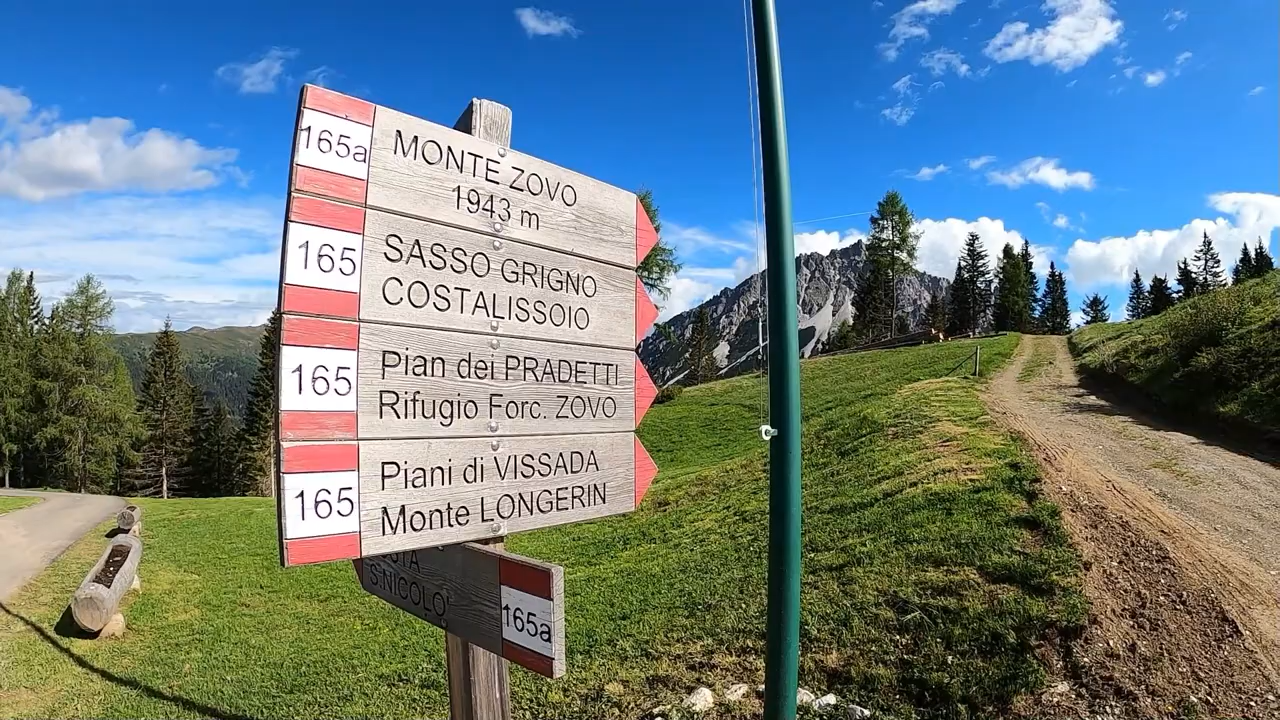 165a
MONTE ZOVO
1943 m
165
SASSO GRIGNO
COSTALISSOIO
165
Pian dei PRADETTI
Rifugio Forc. ZOVO
165
Piani di VISSADA
Monte LONGERIN
S.NICOLO'
165a